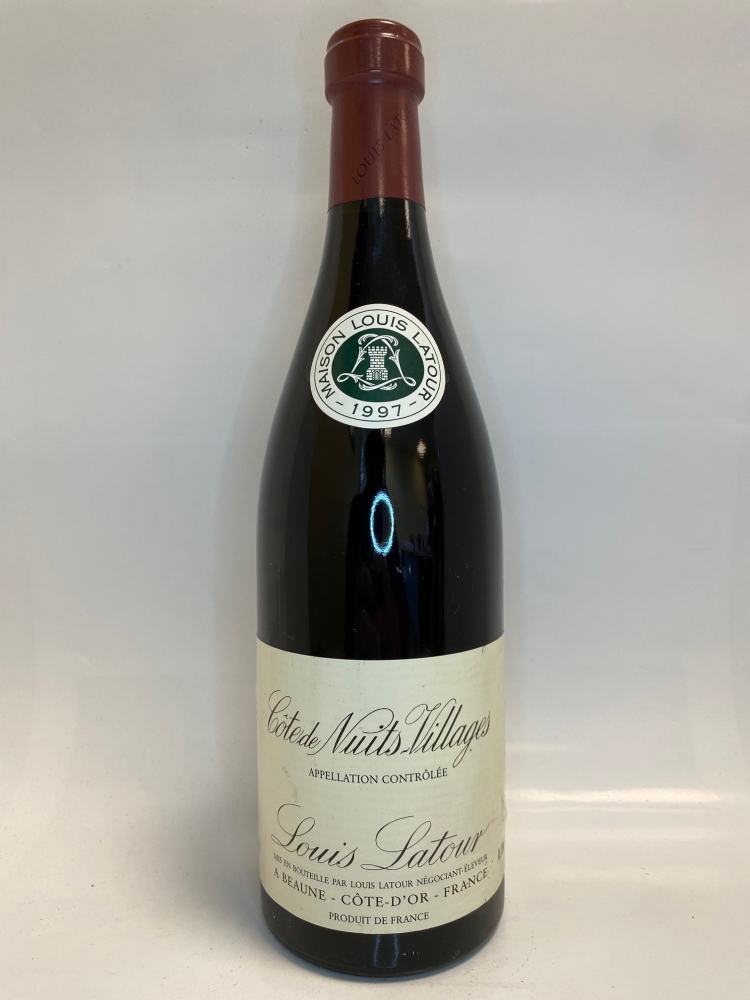 LOUIS LAT
MAISON LOUIS LATOUR
- 1997 -
Côte de Nuits-Villages
APPELLATION CONTRÔLÉE
Louis Latour
MIS EN BOUTEILLE PAR LOUIS LATOUR NÉGOCIANT-ÉLEVEUR
A BEAUNE - CÔTE-D'OR - FRANCE
PRODUIT DE FRANCE